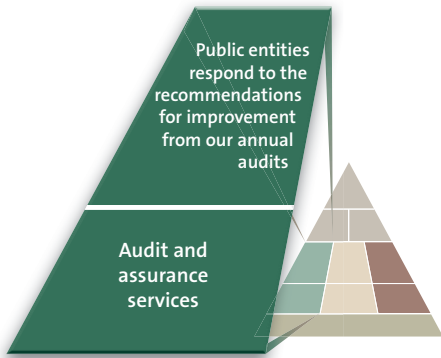 Public entities
respond to the
recommendations
for improvement
from our annual
audits
Audit and
assurance
services